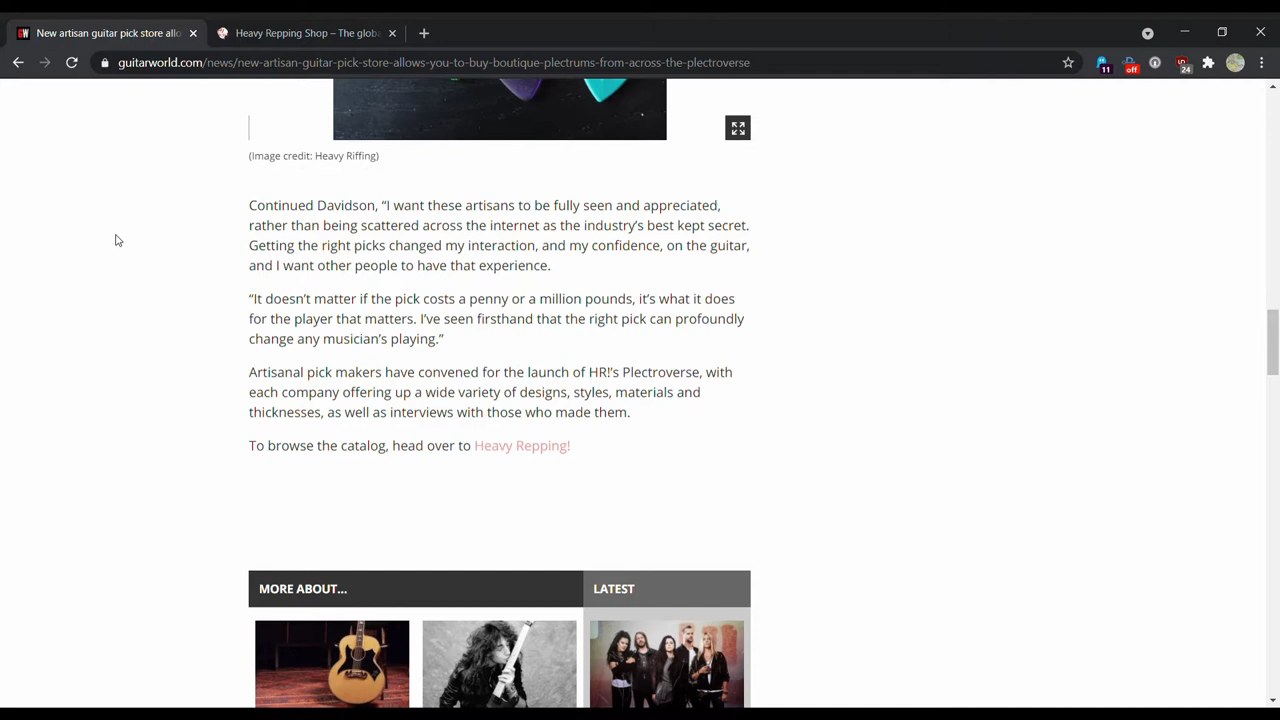 New artisan guitar pick store allo
Heavy Repping Shop – The globa
guitarworld.com/news/new-artisan-guitar-pick-store-allows-you-to-buy-boutique-plectrums-from-across-the-plectroverse
11
off
24
(Image credit: Heavy Riffing)
Continued Davidson, “I want these artisans to be fully seen and appreciated,
rather than being scattered across the internet as the industry’s best kept secret.
Getting the right picks changed my interaction, and my confidence, on the guitar,
and I want other people to have that experience.
“It doesn’t matter if the pick costs a penny or a million pounds, it’s what it does
for the player that matters. I’ve seen firsthand that the right pick can profoundly
change any musician’s playing.”
Artisanal pick makers have convened for the launch of HR!’s Plectroverse, with
each company offering up a wide variety of designs, styles, materials and
thicknesses, as well as interviews with those who made them.
To browse the catalog, head over to Heavy Repping!
MORE ABOUT...
LATEST